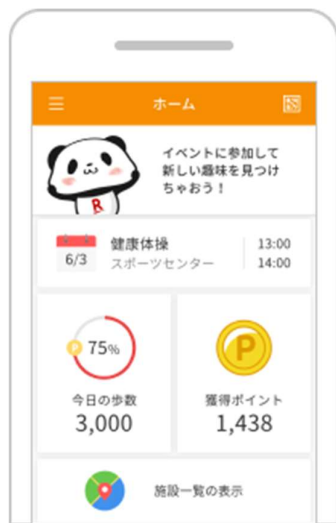 ホーム
イベントに参加して
新しい趣味を見つけ
ちゃおう！
R
6/3
健康体操
スポーツセンター
13:00
14:00
P
75%
今日の歩数
3,000
P
獲得ポイント
1,438
施設一覧の表示